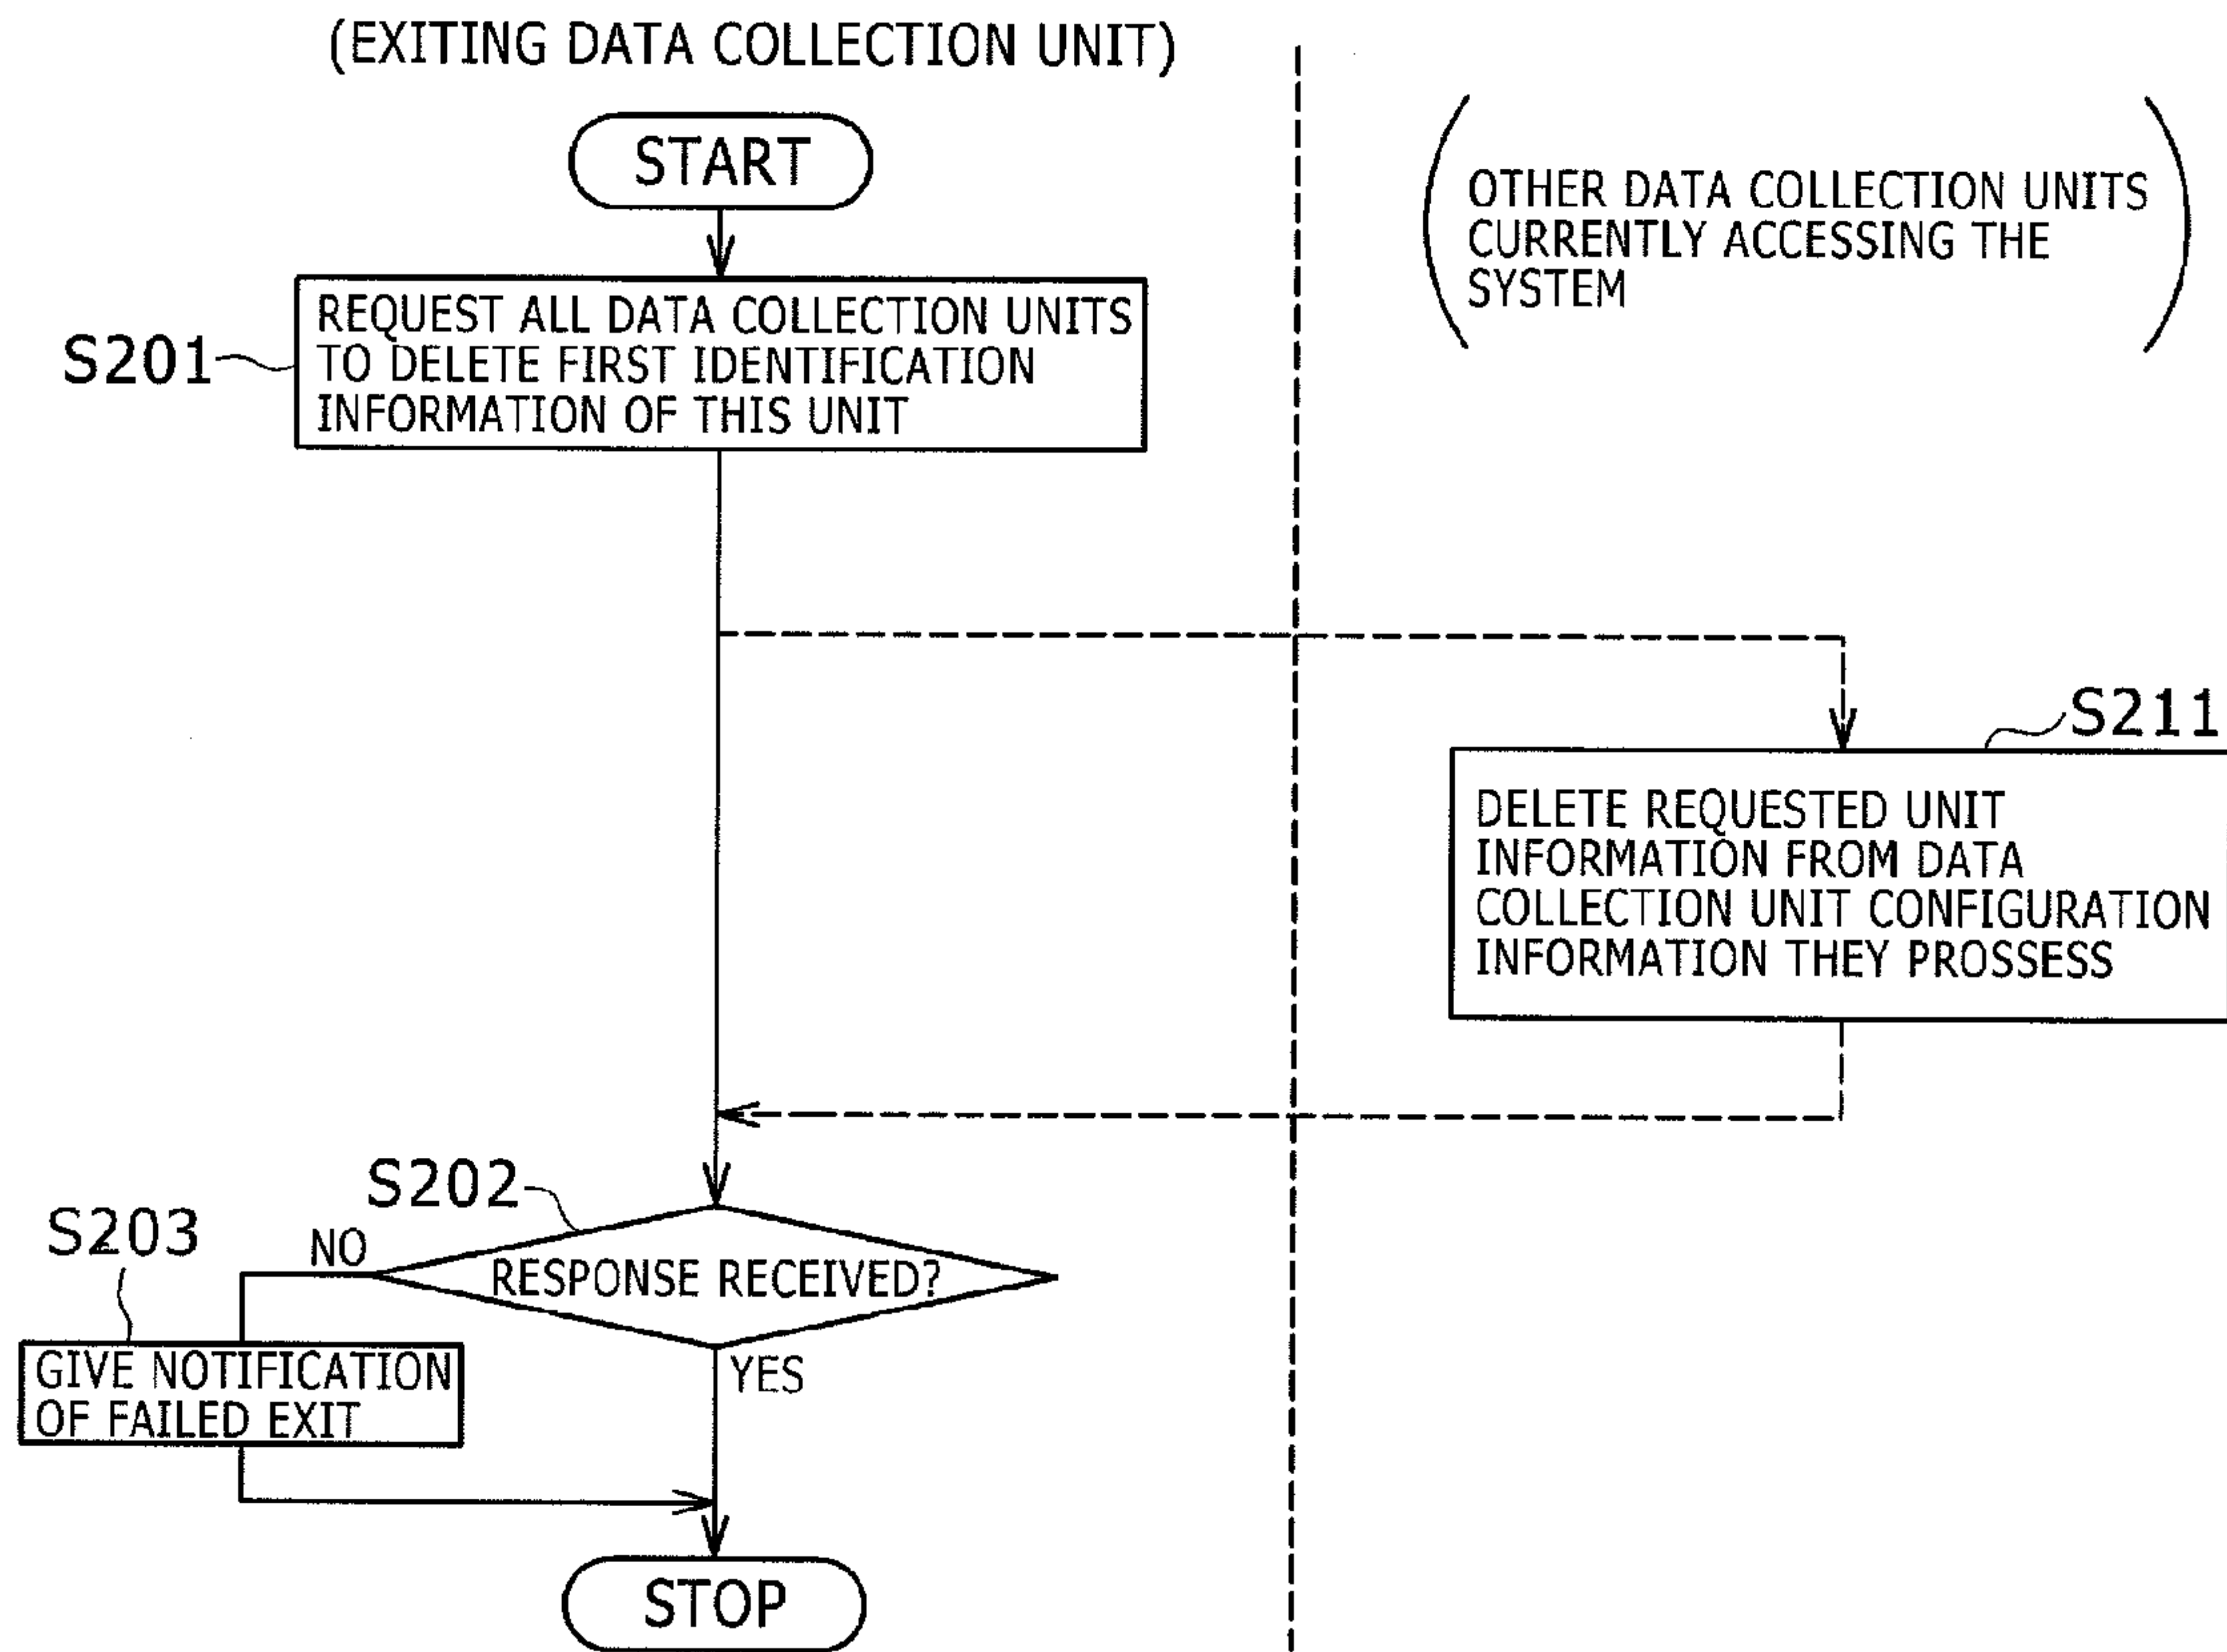 (EXITING DATA COLLECTION UNIT)
START
OTHER DATA COLLECTION UNITS
CURRENTLY ACCESSING THE
SYSTEM
S201
REQUEST ALL DATA COLLECTION UNITS
TO DELETE FIRST IDENTIFICATION
INFORMATION OF THIS UNIT
S211
DELETE REQUESTED UNIT
INFORMATION FROM DATA
COLLECTION UNIT CONFIGURATION
INFORMATION THEY PROSSESS
S202
RESPONSE RECEIVED?
NO
YES
S203
GIVE NOTIFICATION
OF FAILED EXIT
STOP